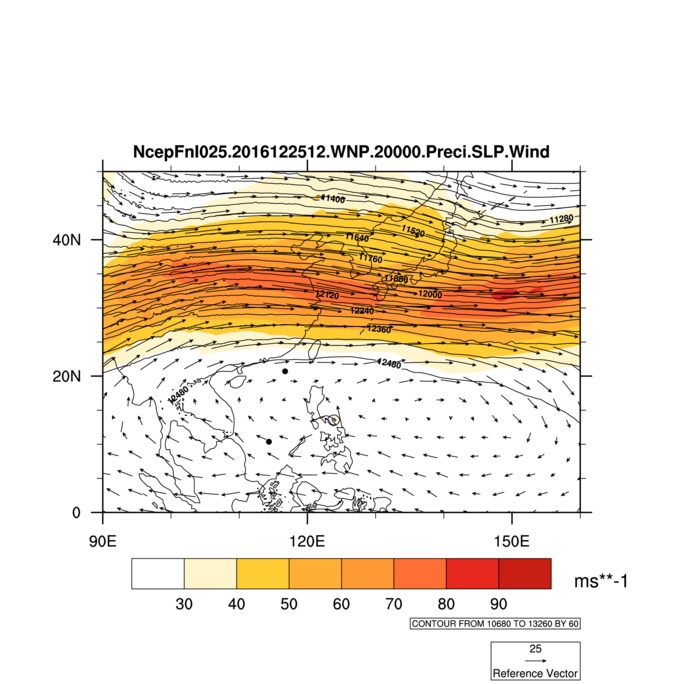 NcepFnl025.2016122512.WNP.20000.Preci.SLP.Wind
11400
11280
11520
11640
40N
11760
11880
12120
12000
12240
12360
12480
20N
12480
0
90E 120E 150E
ms**-1
30 40 50 60 70 80 90
CONTOUR FROM 10680 TO 13260 BY 60
25
Reference Vector